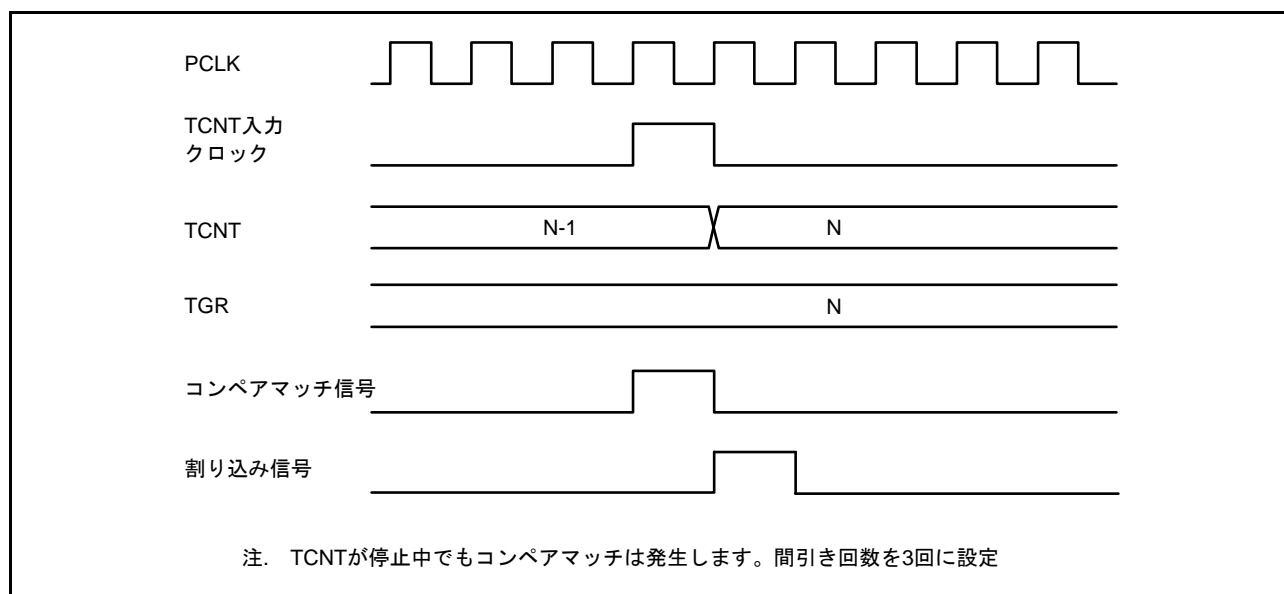 PCLK
TCNT入力
クロック
TCNT
N-1
N
TGR
N
コンペアマッチ信号
割り込み信号
注. TCNTが停止中でもコンペアマッチは発生します。間引き回数を3回に設定